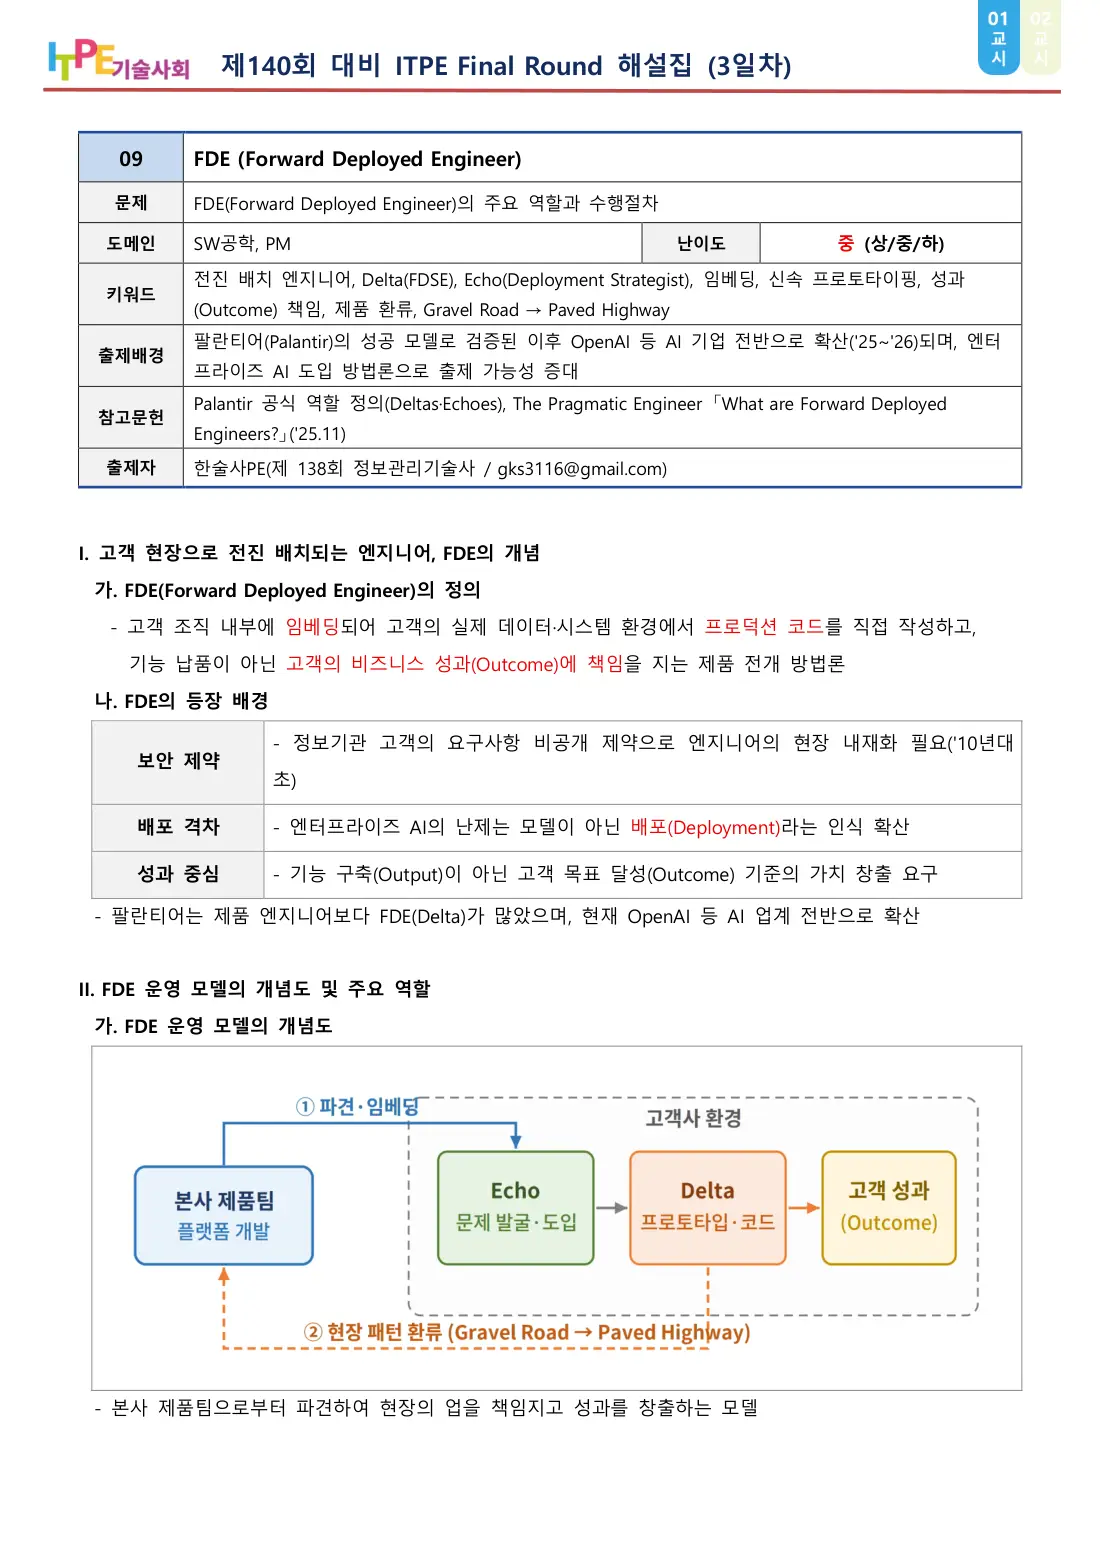 ITPE기술사회
제140회 대비 ITPE Final Round 해설집 (3일차)
01 교 시
02 교 시
09 FDE (Forward Deployed Engineer)
문제 FDE(Forward Deployed Engineer)의 주요 역할과 수행절차
도메인 SW공학, PM 난이도 중 (상/중/하)
키워드 전진 배치 엔지니어, Delta(FDSE), Echo(Deployment Strategist), 임베딩, 신속 프로토타이핑, 성과
(Outcome) 책임, 제품 환류, Gravel Road → Paved Highway
출제배경 팔란티어(Palantir)의 성공 모델로 검증된 이후 OpenAI 등 AI 기업 전반으로 확산('25~'26)되며, 엔터
프라이즈 AI 도입 방법론으로 출제 가능성 증대
참고문헌 Palantir 공식 역할 정의(Deltas·Echoes), The Pragmatic Engineer 「What are Forward Deployed
Engineers?」('25.11)
출제자 한술사PE(제 138회 정보관리기술사 / gks3116@gmail.com)
I. 고객 현장으로 전진 배치되는 엔지니어, FDE의 개념
가. FDE(Forward Deployed Engineer)의 정의
- 고객 조직 내부에 임베딩되어 고객의 실제 데이터·시스템 환경에서 프로덕션 코드를 직접 작성하고,
기능 납품이 아닌 고객의 비즈니스 성과(Outcome)에 책임을 지는 제품 전개 방법론
나. FDE의 등장 배경
보안 제약 - 정보기관 고객의 요구사항 비공개 제약으로 엔지니어의 현장 내재화 필요('10년대
초)
배포 격차 - 엔터프라이즈 AI의 난제는 모델이 아닌 배포(Deployment)라는 인식 확산
성과 중심 - 기능 구축(Output)이 아닌 고객 목표 달성(Outcome) 기준의 가치 창출 요구
- 팔란티어는 제품 엔지니어보다 FDE(Delta)가 많았으며, 현재 OpenAI 등 AI 업계 전반으로 확산
II. FDE 운영 모델의 개념도 및 주요 역할
가. FDE 운영 모델의 개념도
① 파견·임베딩
고객사 환경
본사 제품팀
플랫폼 개발
Echo
문제 발굴·도입
Delta
프로토타입·코드
고객 성과
(Outcome)
② 현장 패턴 환류 (Gravel Road → Paved Highway)
- 본사 제품팀으로부터 파견하여 현장의 업을 책임지고 성과를 창출하는 모델